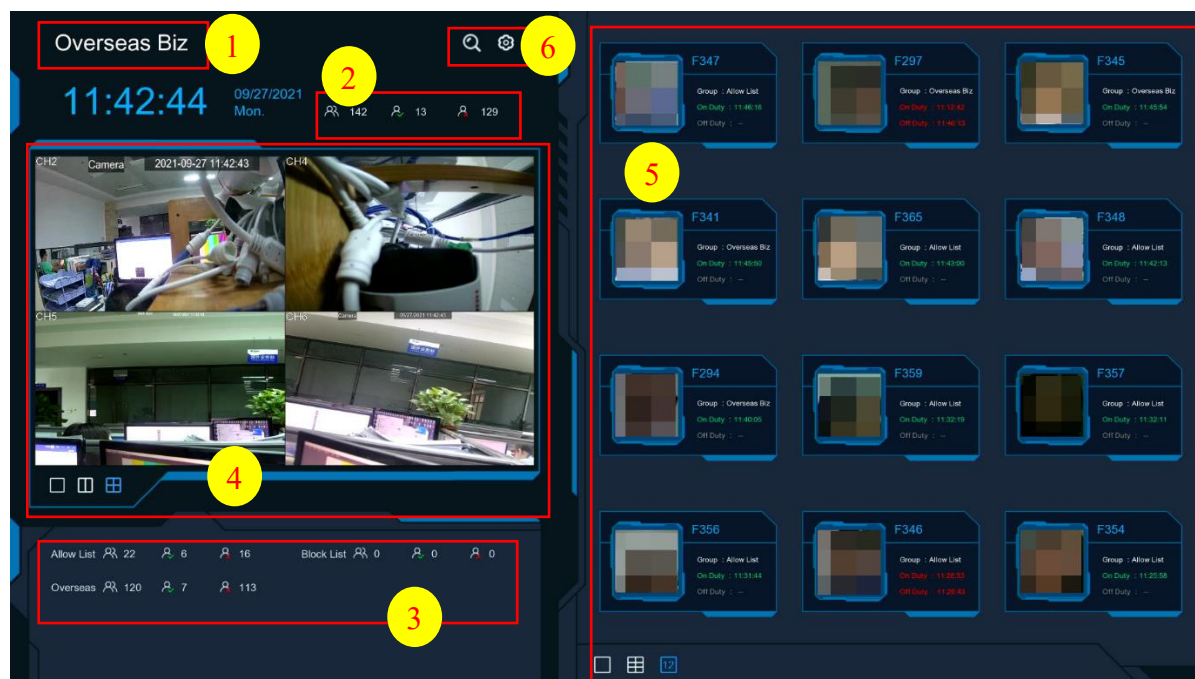 Overseas Biz
1
6
11:42:44
09/27/2021
Mon.
2
142
13
129
CH2
Camera
2021-09-27 11:42:43
CH4
CH5
CH6
Camera
09/27/2021 11:42:43
4
Allow List 22 6 16 Block List 0 0 0
Overseas 120 7 113
3
5
F347
Group : Allow List
On Duty : 11:46:16
Off Duty : --
F297
Group : Overseas Biz
On Duty : 11:12:42
Off Duty : 11:46:13
F345
Group : Overseas Biz
On Duty : 11:45:54
Off Duty : --
F341
Group : Overseas Biz
On Duty : 11:45:50
Off Duty : --
F365
Group : Allow List
On Duty : 11:43:00
Off Duty : --
F348
Group : Allow List
On Duty : 11:42:13
Off Duty : --
F294
Group : Overseas Biz
On Duty : 11:40:05
Off Duty : --
F359
Group : Allow List
On Duty : 11:32:19
Off Duty : --
F357
Group : Allow List
On Duty : 11:32:11
Off Duty : --
F356
Group : Allow List
On Duty : 11:31:44
Off Duty : --
F346
Group : Allow List
On Duty : 11:26:33
Off Duty : 11:26:43
F354
Group : Allow List
On Duty : 11:25:58
Off Duty : --
12